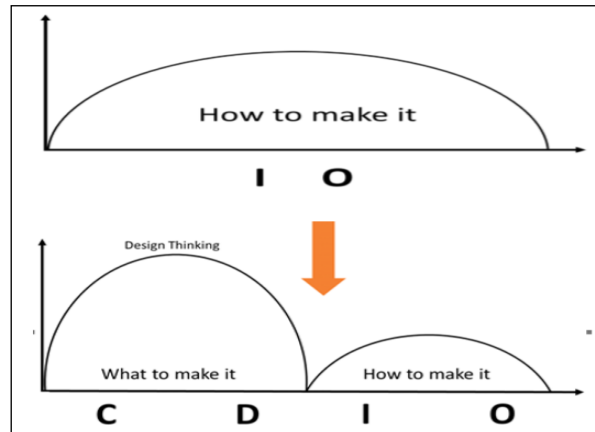 How to make it
I O
Design Thinking
What to make it How to make it
C D I O